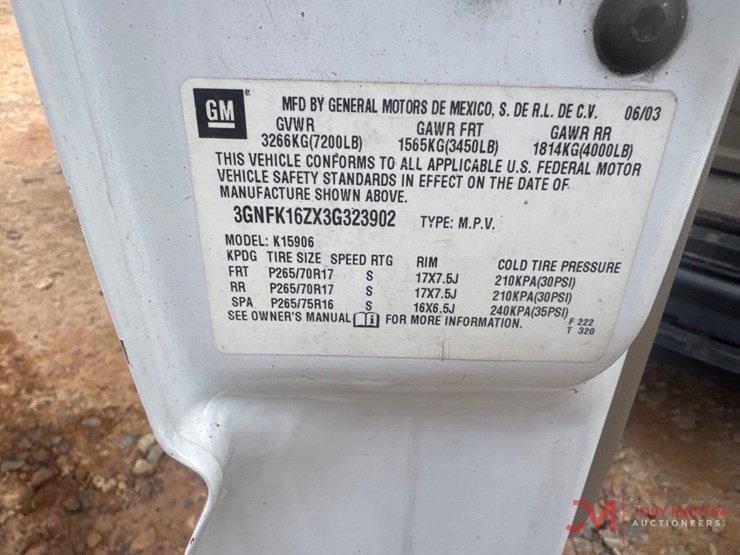 GM
MFD BY GENERAL MOTORS DE MEXICO, S. DE R.L. DE C.V. 06/03
GVWR GAWR FRT GAWR RR
3266KG(7200LB) 1565KG(3450LB) 1814KG(4000LB)
THIS VEHICLE CONFORMS TO ALL APPLICABLE U.S. FEDERAL MOTOR
VEHICLE SAFETY STANDARDS IN EFFECT ON THE DATE OF
MANUFACTURE SHOWN ABOVE.
3GNFK16ZX3G323902 TYPE: M.P.V.
MODEL: K15906
KPDG TIRE SIZE SPEED RTG RIM COLD TIRE PRESSURE
FRT P265/70R17 S 17X7.5J 210KPA(30PSI)
RR P265/70R17 S 17X7.5J 210KPA(30PSI)
SPA P265/75R16 S 16X6.5J 240KPA(35PSI)
SEE OWNER'S MANUAL FOR MORE INFORMATION. F 222
T 320
JM JOEY MARTIN
AUCTIONEERS